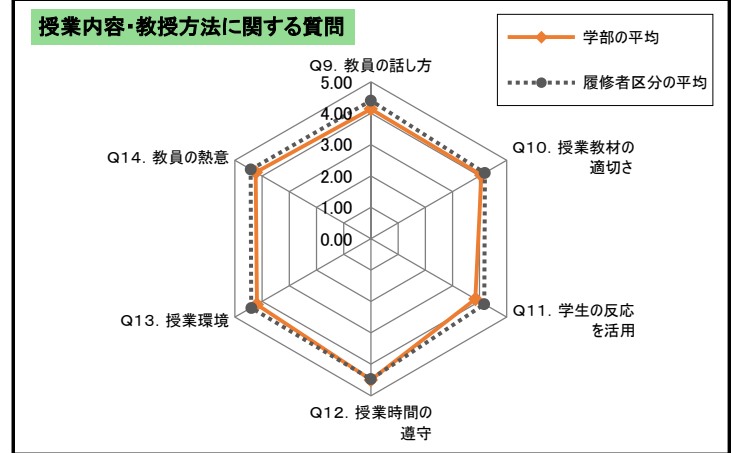 授業内容・教授方法に関する質問
学部の平均
履修者区分の平均
Q9. 教員の話し方
5.00
4.00
3.00
2.00
1.00
0.00
Q10. 授業教材の
適切さ
Q11. 学生の反応
を活用
Q12. 授業時間の
遵守
Q13. 授業環境
Q14. 教員の熱意